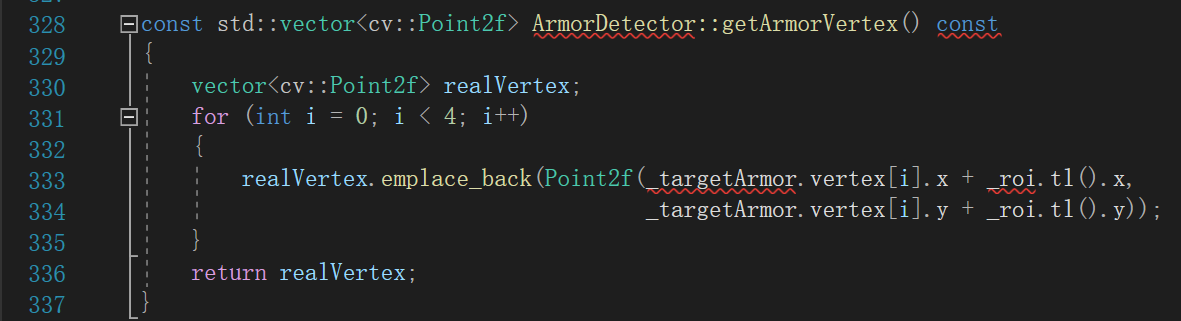 328 const std::vector<cv::Point2f> ArmorDetector::getArmorVertex() const
329 {
330     vector<cv::Point2f> realVertex;
331     for (int i = 0; i < 4; i++)
332     {
333         realVertex.emplace_back(Point2f(_targetArmor.vertex[i].x + _roi.tl().x,
334                                         _targetArmor.vertex[i].y + _roi.tl().y));
335     }
336     return realVertex;
337 }